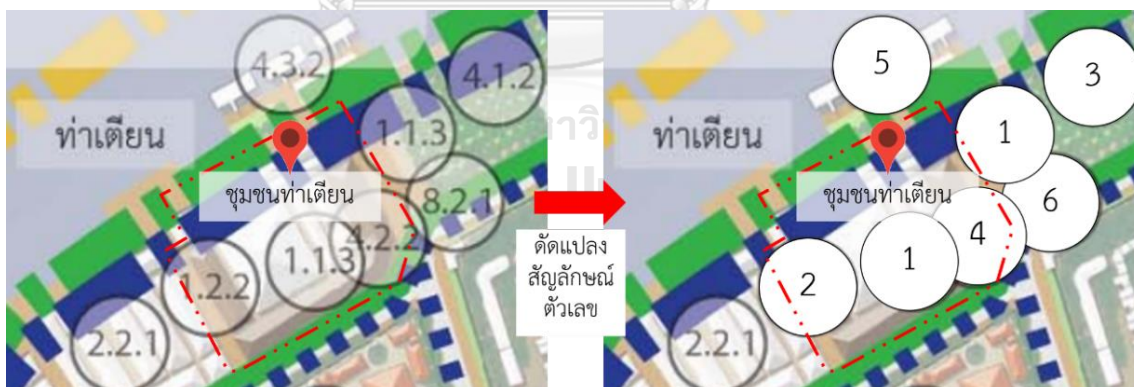 4.3.2
4.1.2
1.1.3
ท่าเตียน
ชุมชนท่าเตียน
8.2.1
4.2.2
1.1.3
1.2.2
2.2.1
ดัดแปลง
สัญลักษณ์
ตัวเลข
5
3
1
ท่าเตียน
ชุมชนท่าเตียน
6
4
1
2
2.2.1